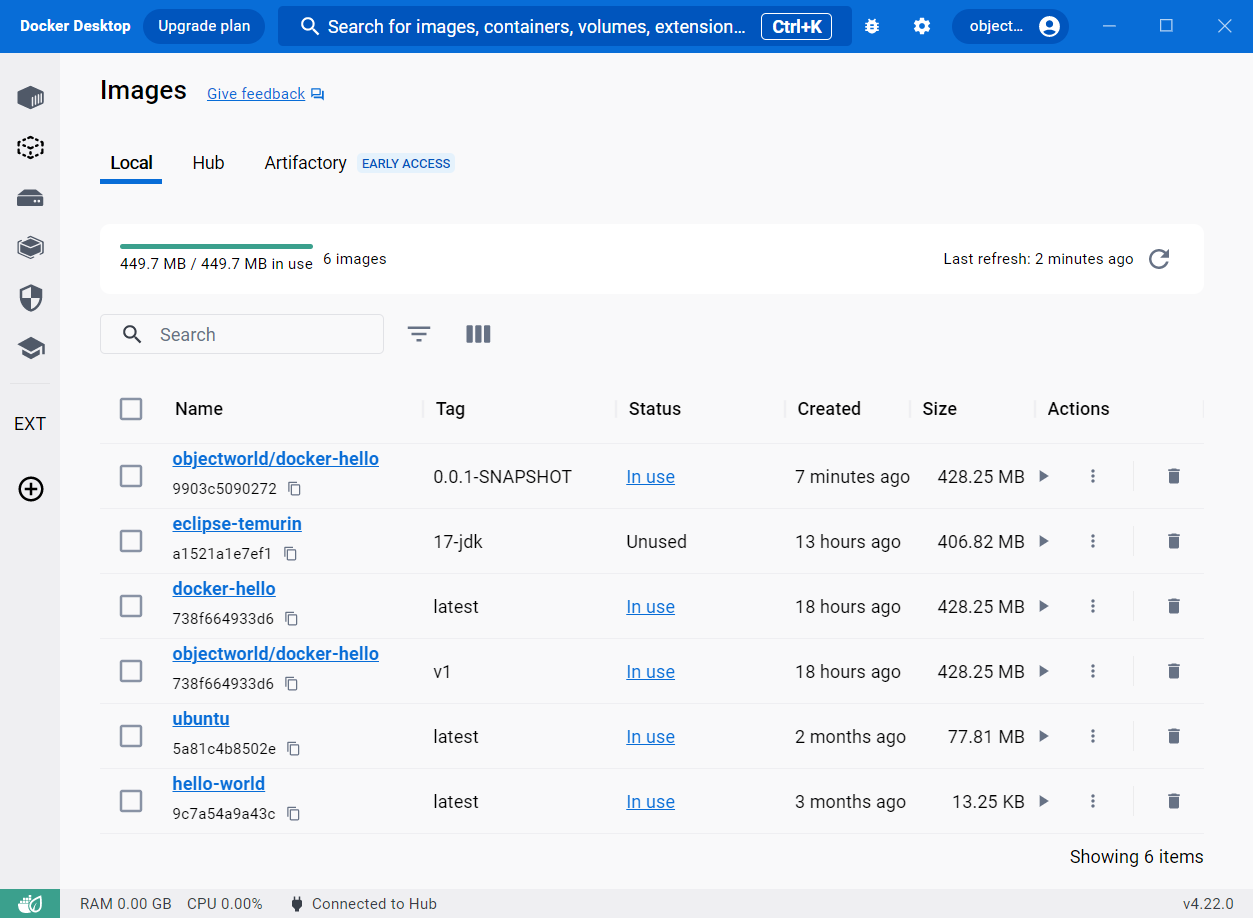 Docker Desktop Upgrade plan Search for images, containers, volumes, extension... Ctrl+K object...
Images Give feedback
Local Hub Artifactory EARLY ACCESS
449.7 MB / 449.7 MB in use 6 images Last refresh: 2 minutes ago
Search
EXT
Name Tag Status Created Size Actions
objectworld/docker-hello
9903c5090272 0.0.1-SNAPSHOT In use 7 minutes ago 428.25 MB
eclipse-temurin
a1521a1e7ef1 17-jdk Unused 13 hours ago 406.82 MB
docker-hello
738f664933d6 latest In use 18 hours ago 428.25 MB
objectworld/docker-hello
738f664933d6 v1 In use 18 hours ago 428.25 MB
ubuntu
5a81c4b8502e latest In use 2 months ago 77.81 MB
hello-world
9c7a54a9a43c latest In use 3 months ago 13.25 KB
Showing 6 items
RAM 0.00 GB CPU 0.00% Connected to Hub v4.22.0